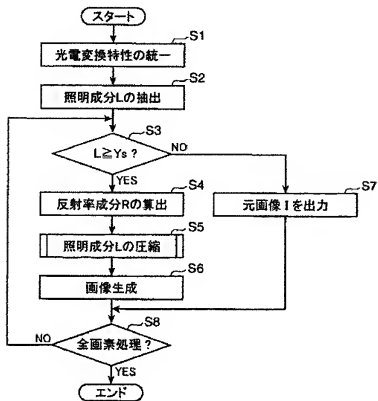 スタート
S1
光電変換特性の統一
S2
照明成分Lの抽出
S3
L≧Ys?
NO
YES
S4
反射率成分Rの算出
S7
元画像Iを出力
S5
照明成分Lの圧縮
S6
画像生成
S8
全画素処理?
NO
YES
エンド